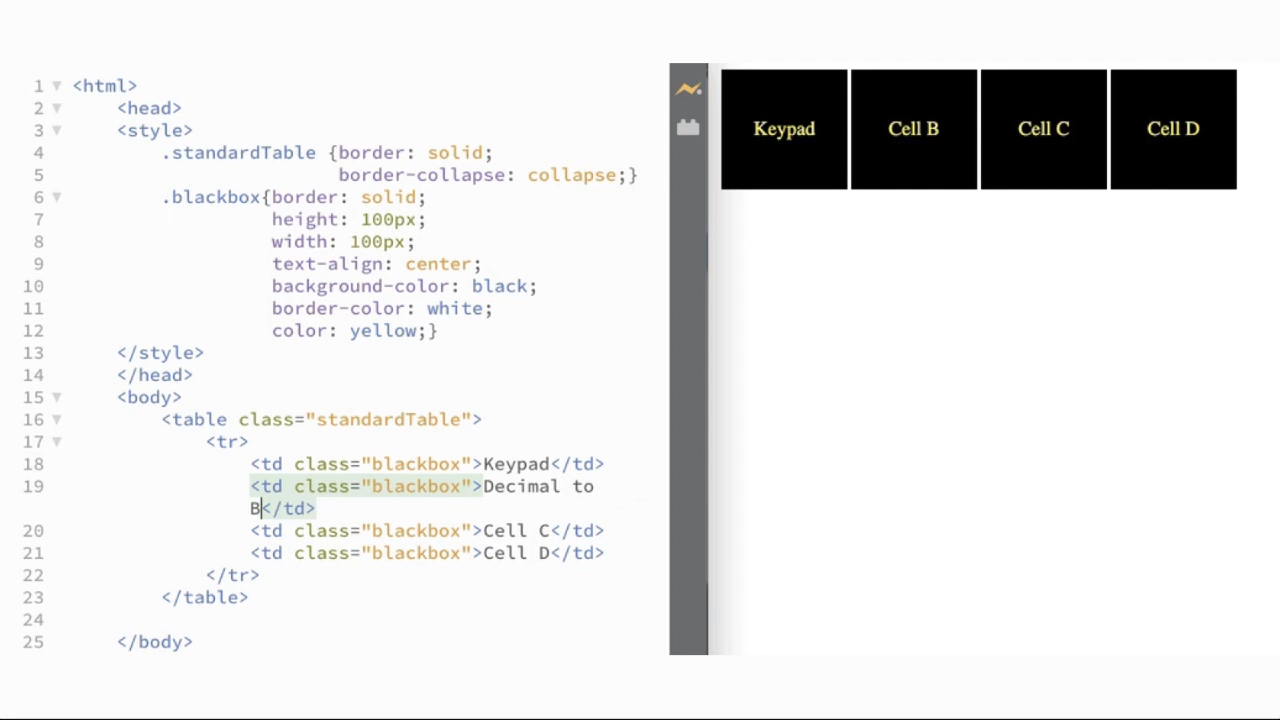 1 <html>
2 <head>
3 <style>
4 .standardTable {border: solid;
5 border-collapse: collapse;}
6 .blackbox{border: solid;
7 height: 100px;
8 width: 100px;
9 text-align: center;
10 background-color: black;
11 border-color: white;
12 color: yellow;}
13 </style>
14 </head>
15 <body>
16 <table class="standardTable">
17 <tr>
18 <td class="blackbox">Keypad</td>
19 <td class="blackbox">Decimal to
B</td>
20 <td class="blackbox">Cell C</td>
21 <td class="blackbox">Cell D</td>
22 </tr>
23 </table>
24
25 </body>
Keypad Cell B Cell C Cell D